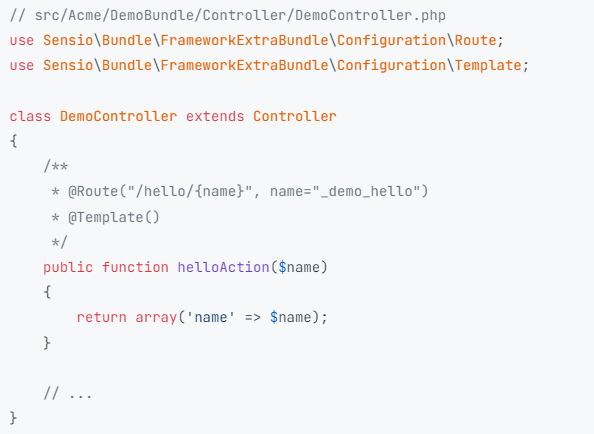 // src/Acme/DemoBundle/Controller/DemoController.php
use Sensio\Bundle\FrameworkExtraBundle\Configuration\Route;
use Sensio\Bundle\FrameworkExtraBundle\Configuration\Template;

class DemoController extends Controller
{
    /**
     * @Route("/hello/{name}", name="_demo_hello")
     * @Template()
     */
    public function helloAction($name)
    {
        return array('name' => $name);
    }

    // ...
}